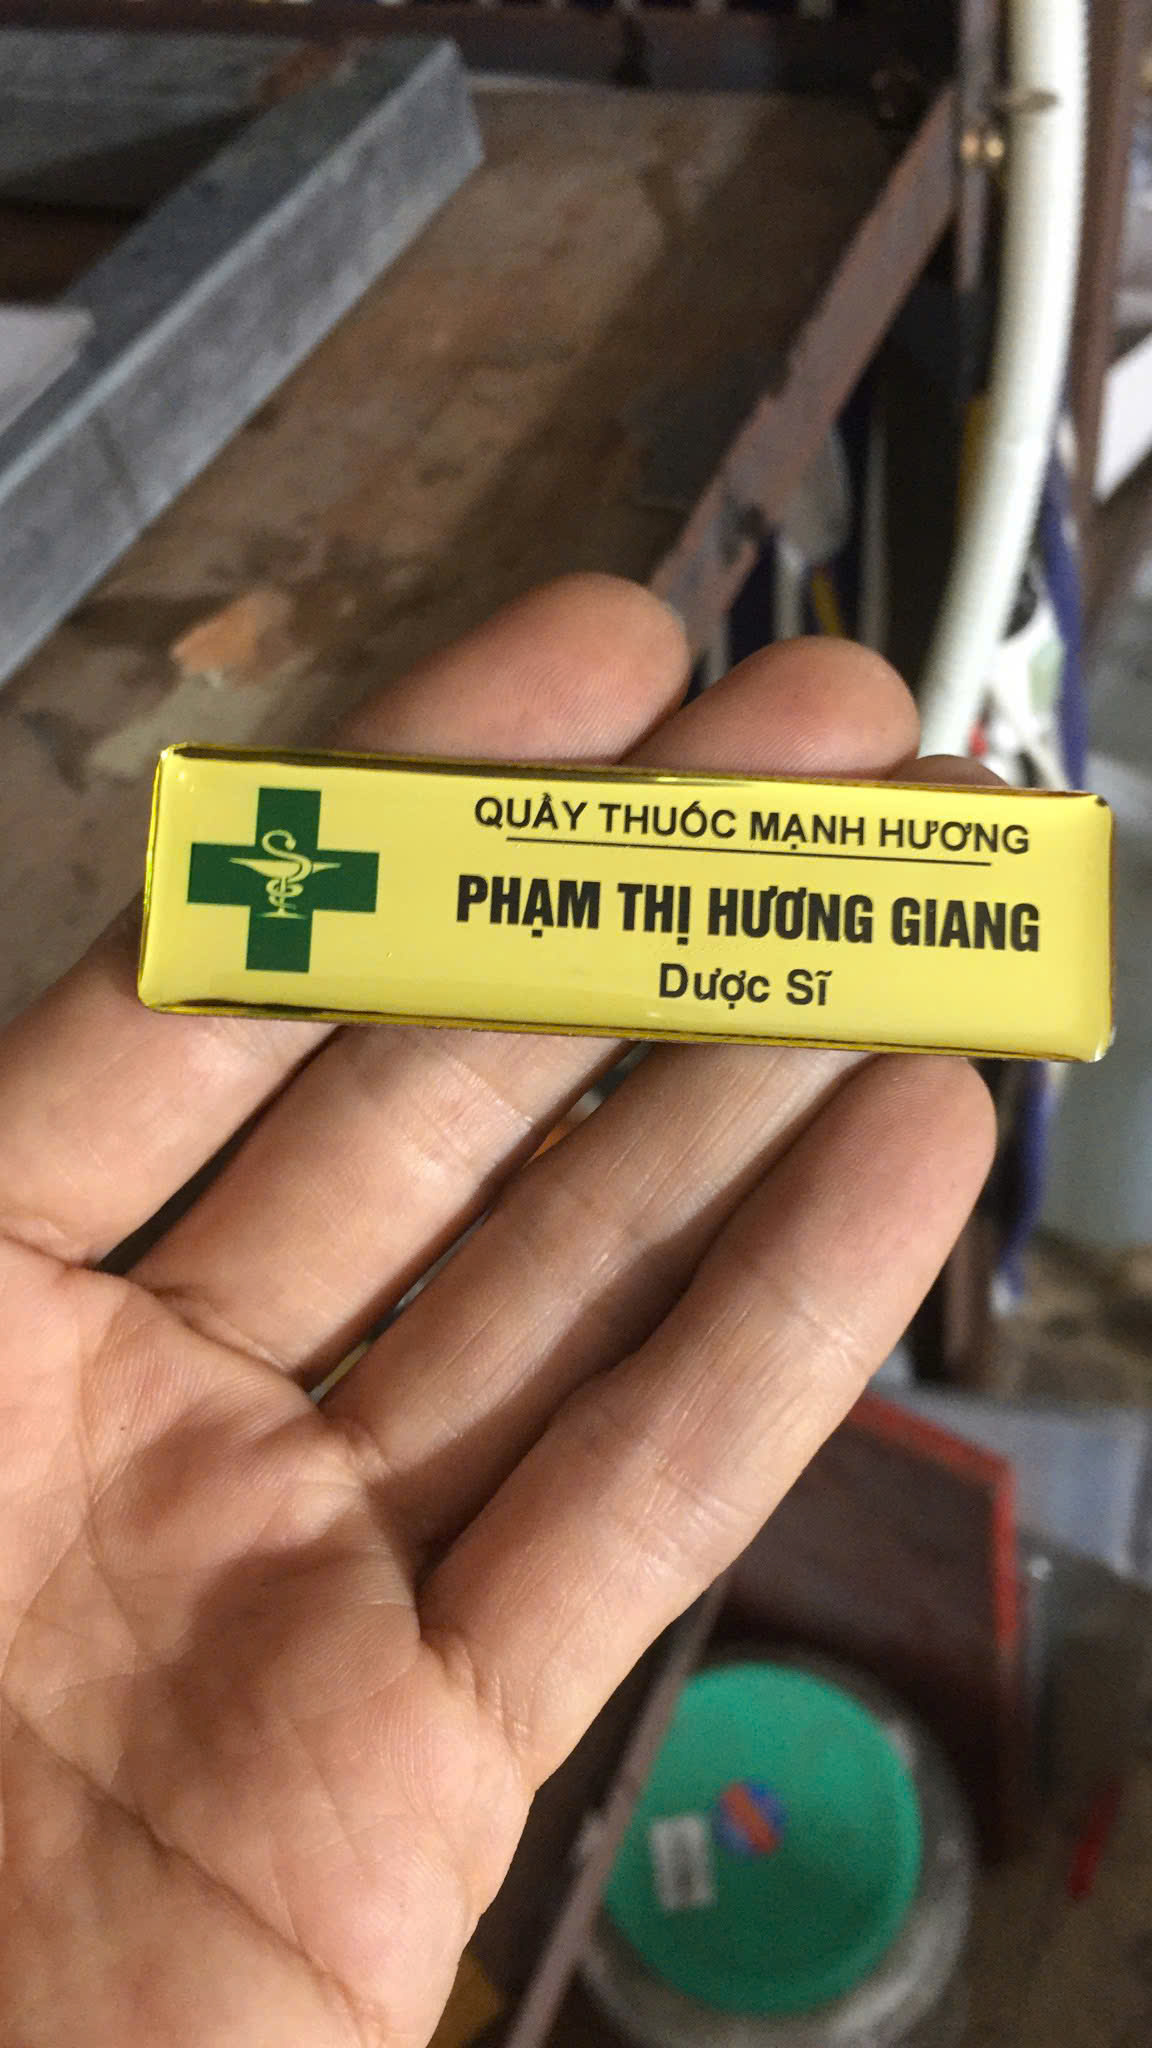 QUẦY THUỐC MẠNH HƯƠNG
PHẠM THỊ HƯƠNG GIANG
Dược Sĩ